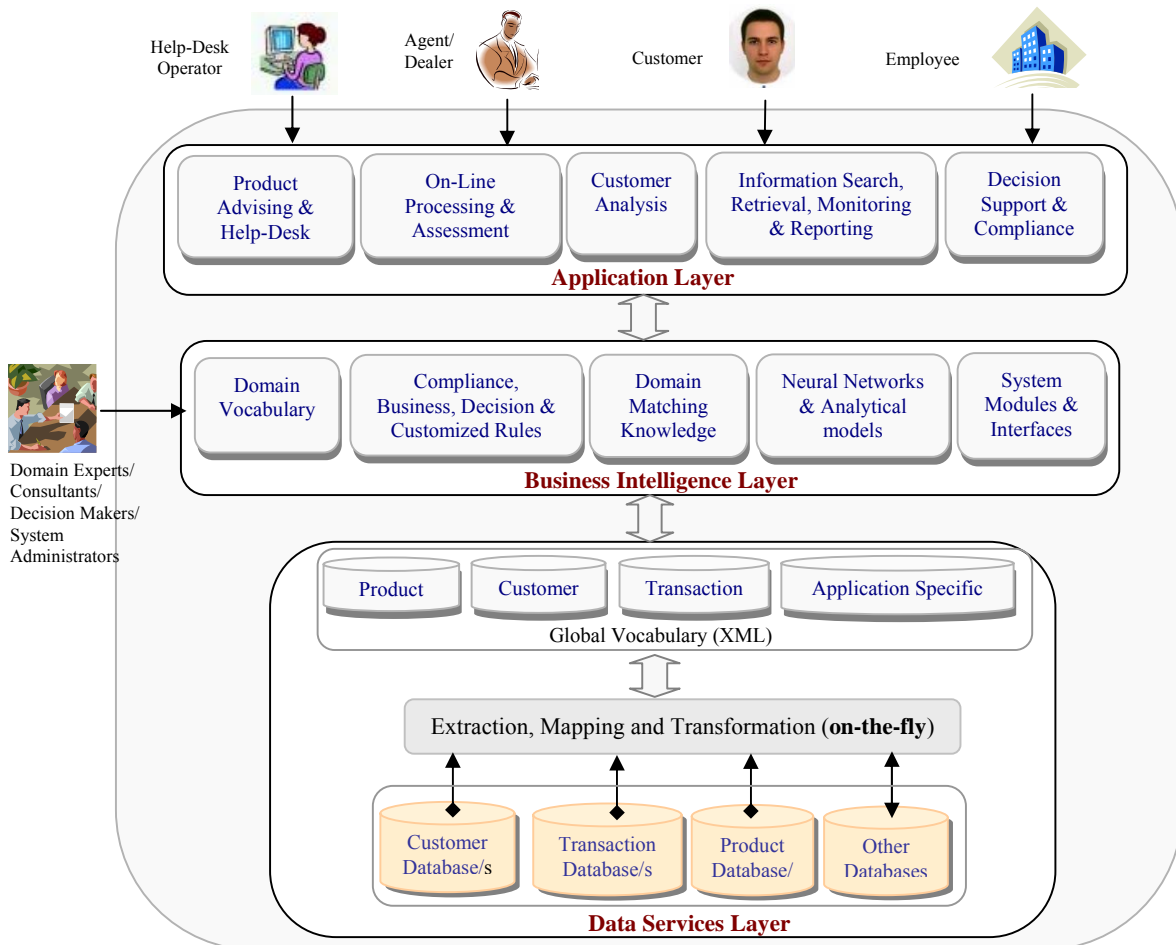 Help-Desk
Operator
Agent/
Dealer
Customer
Employee
Product
Advising &
Help-Desk
On-Line
Processing &
Assessment
Customer
Analysis
Information Search,
Retrieval, Monitoring
& Reporting
Decision
Support &
Compliance
Application Layer
Domain
Vocabulary
Compliance,
Business, Decision &
Customized Rules
Domain
Matching
Knowledge
Neural Networks
& Analytical
models
System
Modules &
Interfaces
Business Intelligence Layer
Domain Experts/
Consultants/
Decision Makers/
System
Administrators
Product
Customer
Transaction
Application Specific
Global Vocabulary (XML)
Extraction, Mapping and Transformation (on-the-fly)
Customer
Database/s
Transaction
Database/s
Product
Database/
Other
Databases
Data Services Layer